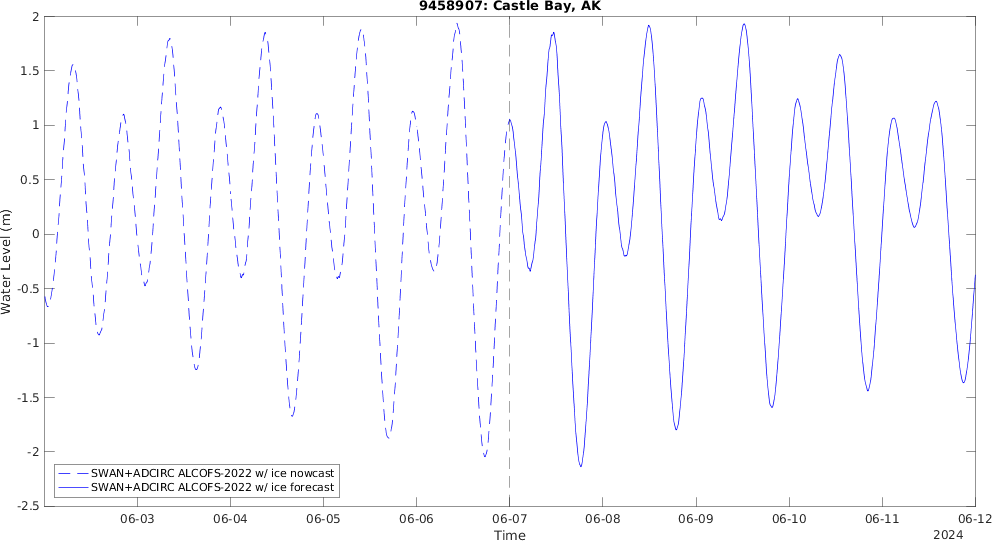 9458907: Castle Bay, AK
2
1.5
1
0.5
0
-0.5
-1
-1.5
-2
-2.5
Water Level (m)
SWAN+ADCIRC ALCOFS-2022 w/ ice nowcast
SWAN+ADCIRC ALCOFS-2022 w/ ice forecast
06-03 06-04 06-05 06-06 06-07 06-08 06-09 06-10 06-11 06-12
Time
2024